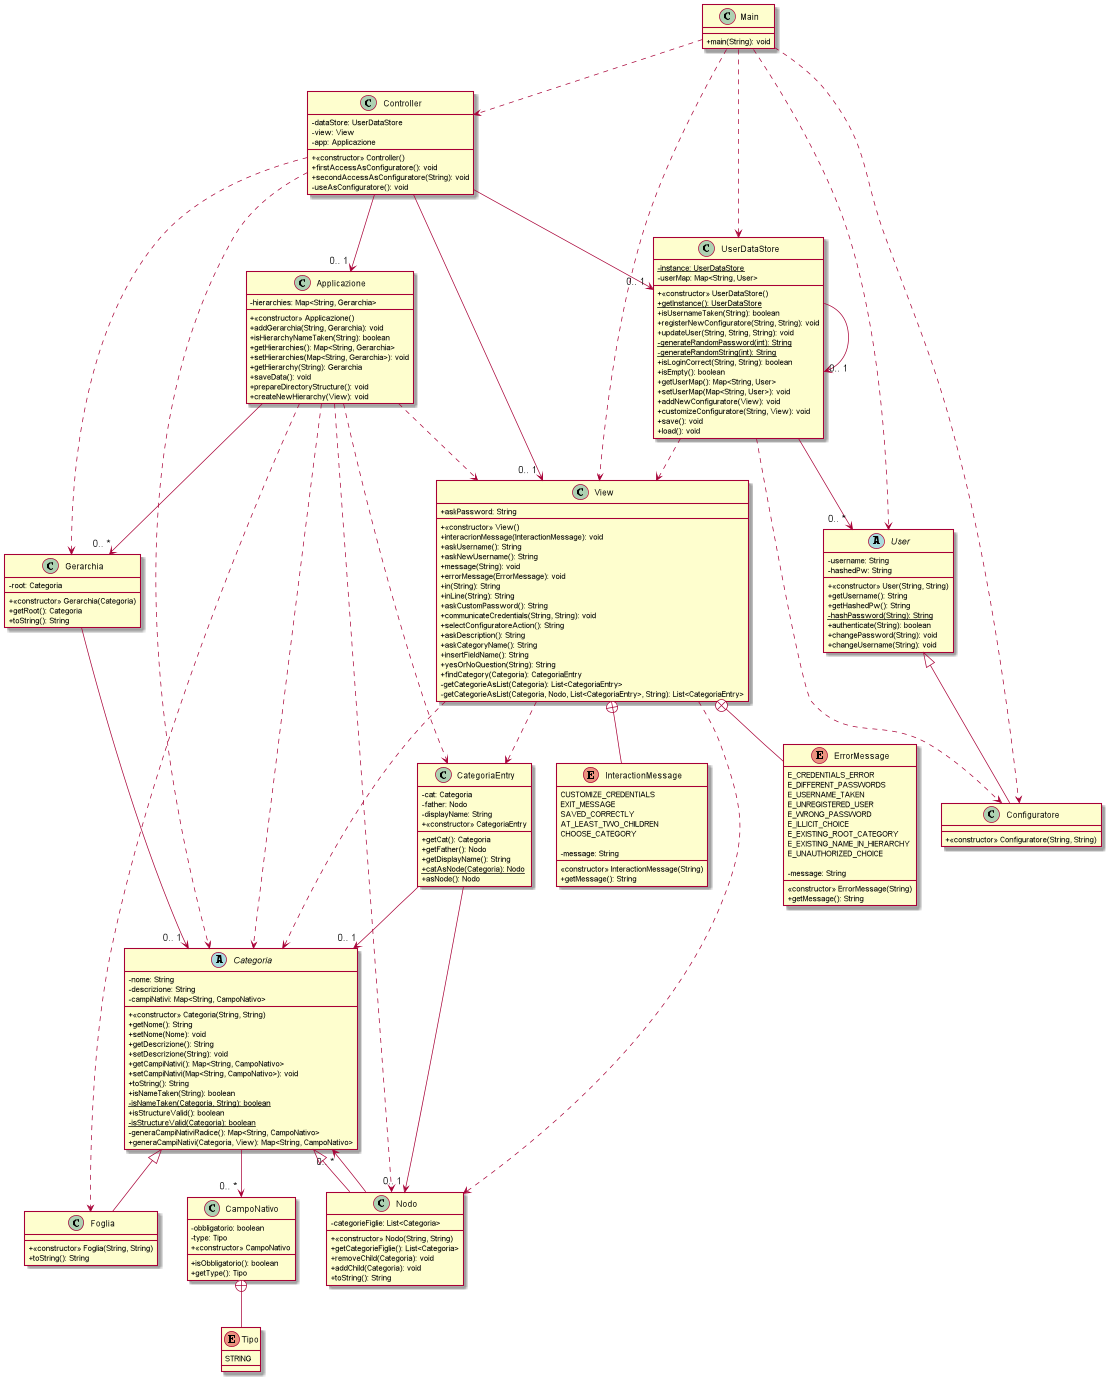 C Main
+main(String): void
C Controller
-dataStore: UserDataStore
-view: View
-app: Applicazione
+«constructor» Controller()
+firstAccessAsConfiguratore(): void
+secondAccessAsConfiguratore(String): void
-useAsConfiguratore(): void
0.. 1
0.. 1
C UserDataStore
-instance: UserDataStore
-userMap: Map<String, User>
+«constructor» UserDataStore()
+getInstance(): UserDataStore
+isUsernameTaken(String): boolean
+registerNewConfiguratore(String, String): void
+updateUser(String, String, String): void
-generateRandomPassword(int): String
-generateRandomString(int): String
+isLoginCorrect(String, String): boolean
+isEmpty(): boolean
+getUserMap(): Map<String, User>
+setUserMap(Map<String, User>): void
+addNewConfiguratore(View): void
+customizeConfiguratore(String, View): void
+save(): void
+load(): void
0.. 1
C Applicazione
-hierarchies: Map<String, Gerarchia>
+«constructor» Applicazione()
+addGerarchia(String, Gerarchia): void
+isHierarchyNameTaken(String): boolean
+getHierarchies(): Map<String, Gerarchia>
+setHierarchies(Map<String, Gerarchia>): void
+getHierarchy(String): Gerarchia
+saveData(): void
+prepareDirectoryStructure(): void
+createNewHierarchy(View): void
0.. 1
0.. *
0.. *
C View
+askPassword: String
+«constructor» View()
+interacrionMessage(InteractionMessage): void
+askUsername(): String
+askNewUsername(): String
+message(String): void
+errorMessage(ErrorMessage): void
+in(String): String
+inLine(String): String
+askCustomPassword(): String
+communicateCredentials(String, String): void
+selectConfiguratoreAction(): String
+askDescription(): String
+askCategoryName(): String
+insertFieldName(): String
+yesOrNoQuestion(String): String
+findCategory(Categoria): CategoriaEntry
-getCategorieAsList(Categoria): List<CategoriaEntry>
-getCategorieAsList(Categoria, Nodo, List<CategoriaEntry>, String): List<CategoriaEntry>
A User
-username: String
-hashedPw: String
+«constructor» User(String, String)
+getUsername(): String
+getHashedPw(): String
-hashPassword(String): String
+authenticate(String): boolean
+changePassword(String): void
+changeUsername(String): void
C Gerarchia
-root: Categoria
+«constructor» Gerarchia(Categoria)
+getRoot(): Categoria
+toString(): String
C CategoriaEntry
-cat: Categoria
-father: Nodo
-displayName: String
+«constructor» CategoriaEntry
+getCat(): Categoria
+getFather(): Nodo
+getDisplayName(): String
+catAsNode(Categoria): Nodo
+asNode(): Nodo
E InteractionMessage
CUSTOMIZE_CREDENTIALS
EXIT_MESSAGE
SAVED_CORRECTLY
AT_LEAST_TWO_CHILDREN
CHOOSE_CATEGORY
-message: String
«constructor» InteractionMessage(String)
+getMessage(): String
E ErrorMessage
E_CREDENTIALS_ERROR
E_DIFFERENT_PASSWORDS
E_USERNAME_TAKEN
E_UNREGISTERED_USER
E_WRONG_PASSWORD
E_ILLICIT_CHOICE
E_EXISTING_ROOT_CATEGORY
E_EXISTING_NAME_IN_HIERARCHY
E_UNAUTHORIZED_CHOICE
-message: String
«constructor» ErrorMessage(String)
+getMessage(): String
C Configuratore
+«constructor» Configuratore(String, String)
0.. 1
0.. 1
A Categoria
-nome: String
-descrizione: String
-campiNativi: Map<String, CampoNativo>
+«constructor» Categoria(String, String)
+getNome(): String
+setNome(Nome): void
+getDescrizione(): String
+setDescrizione(String): void
+getCampiNativi(): Map<String, CampoNativo>
+setCampiNativi(Map<String, CampoNativo>): void
+toString(): String
+isNameTaken(String): boolean
-isNameTaken(Categoria, String): boolean
+isStructureValid(): boolean
-isStructureValid(Categoria): boolean
-generaCampiNativiRadice(): Map<String, CampoNativo>
+generaCampiNativi(Categoria, View): Map<String, CampoNativo>
0.. *
0.. *
0.. 1
C Foglia
+«constructor» Foglia(String, String)
+toString(): String
C CampoNativo
-obbligatorio: boolean
-type: Tipo
+«constructor» CampoNativo
+isObbligatorio(): boolean
+getType(): Tipo
C Nodo
-categorieFiglie: List<Categoria>
+«constructor» Nodo(String, String)
+getCategorieFiglie(): List<Categoria>
+removeChild(Categoria): void
+addChild(Categoria): void
+toString(): String
E Tipo
STRING